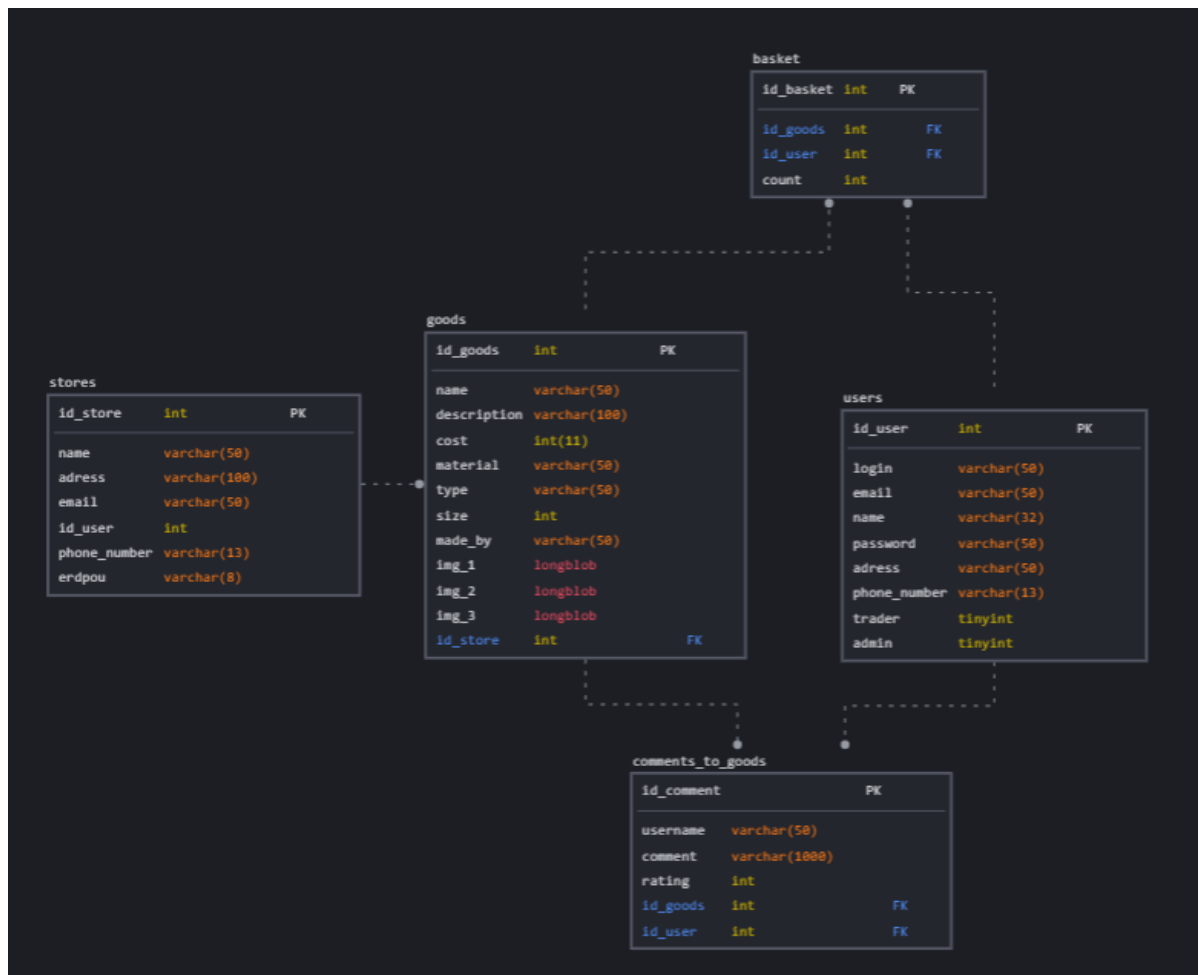 basket
id_basket int PK
id_goods int FK
id_user int FK
count int
goods
id_goods int PK
name varchar(50)
description varchar(100)
cost int(11)
material varchar(50)
type varchar(50)
size int
made_by varchar(50)
img_1 longblob
img_2 longblob
img_3 longblob
id_store int FK
stores
id_store int PK
name varchar(50)
adress varchar(100)
email varchar(50)
id_user int
phone_number varchar(13)
erdpou varchar(8)
users
id_user int PK
login varchar(50)
email varchar(50)
name varchar(32)
password varchar(50)
adress varchar(50)
phone_number varchar(13)
trader tinyint
admin tinyint
comments_to_goods
id_comment PK
username varchar(50)
comment varchar(1000)
rating int
id_goods int FK
id_user int FK